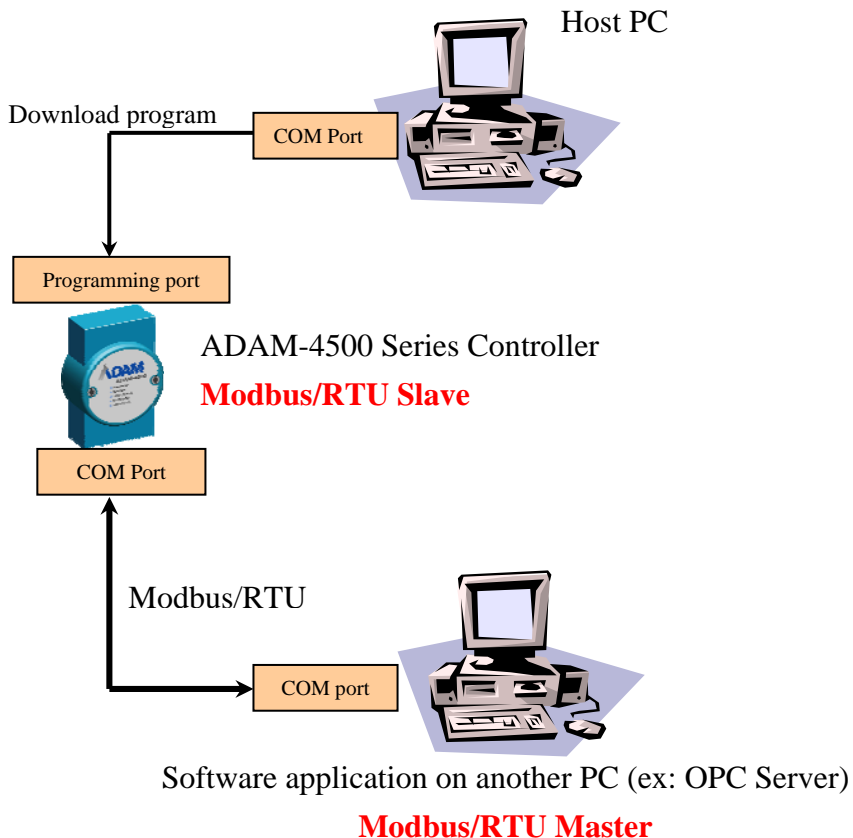 Host PC
Download program
COM Port
Programming port
ADAM
ADAM-4500 Series Controller
Modbus/RTU Slave
COM Port
Modbus/RTU
COM port
Software application on another PC (ex: OPC Server)
Modbus/RTU Master